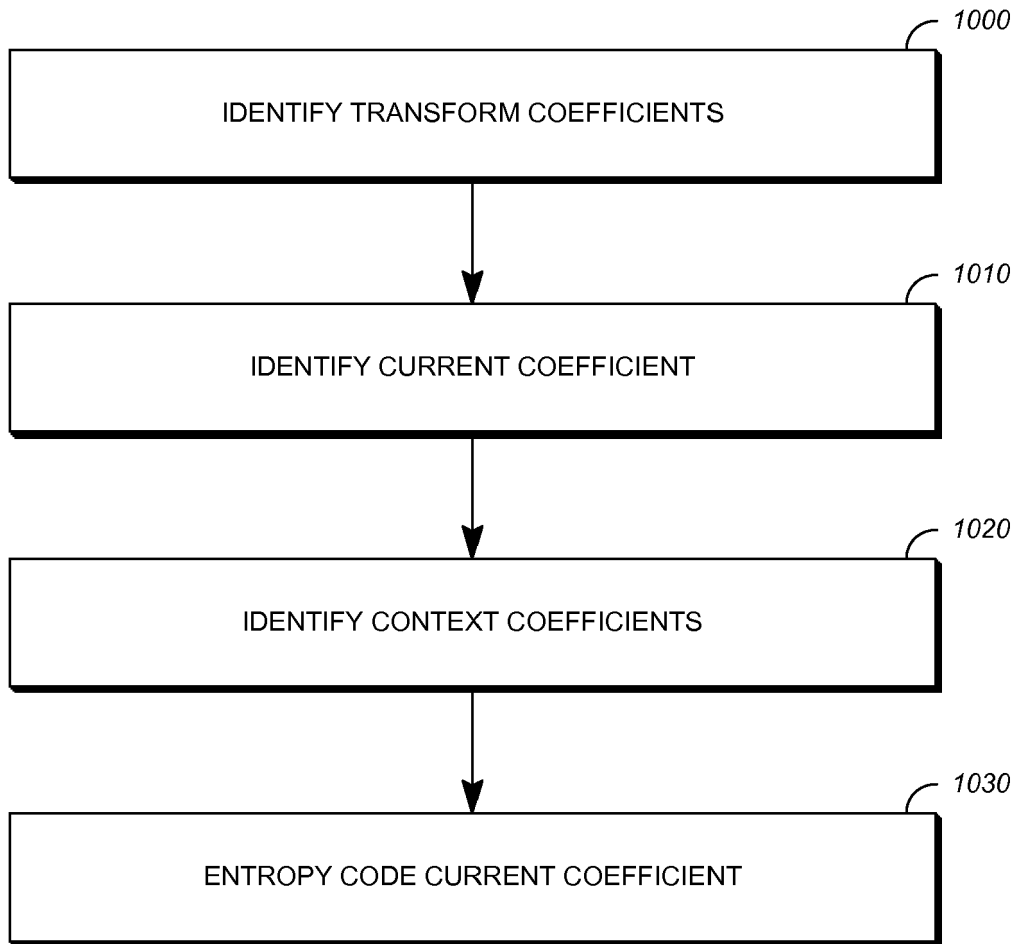 1000
IDENTIFY TRANSFORM COEFFICIENTS
1010
IDENTIFY CURRENT COEFFICIENT
1020
IDENTIFY CONTEXT COEFFICIENTS
1030
ENTROPY CODE CURRENT COEFFICIENT